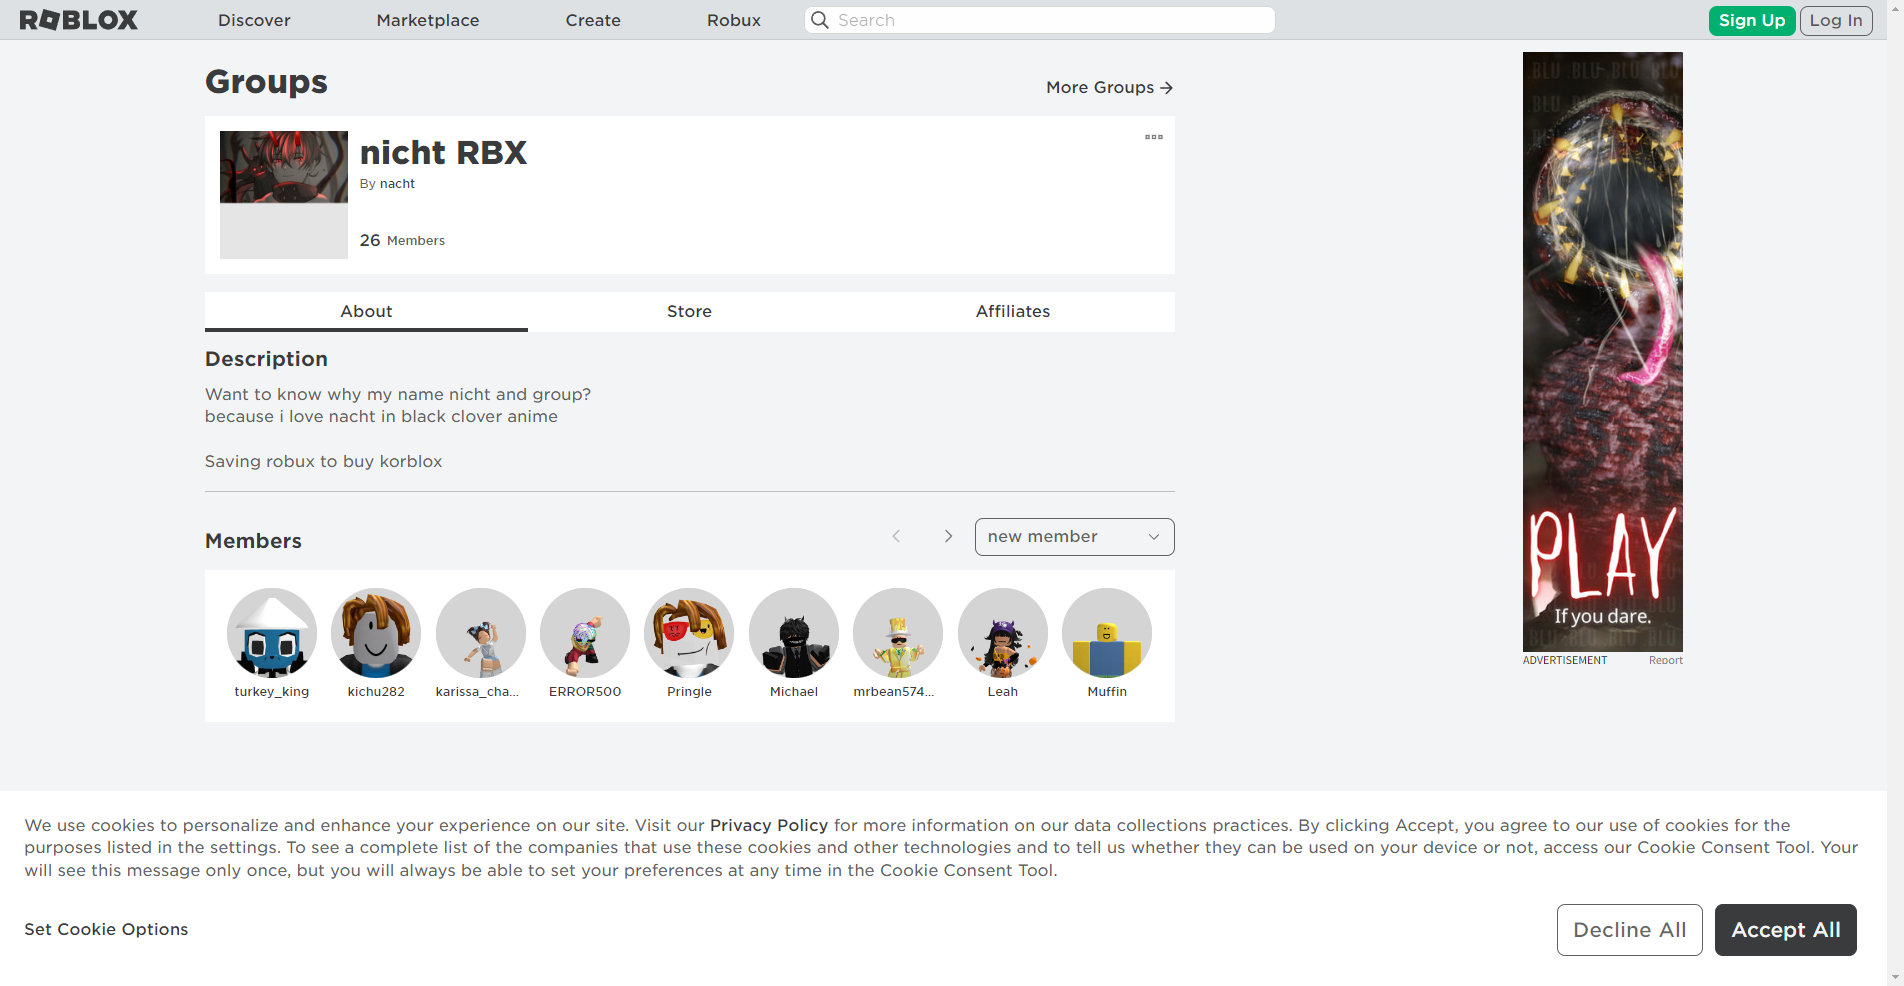 ROBLOX
Discover
Marketplace
Create
Robux
Search
Sign Up
Log In
Groups
More Groups
nicht RBX
By nacht
26 Members
About
Store
Affiliates
Description
Want to know why my name nicht and group?
because i love nacht in black clover anime
Saving robux to buy korblox
Members
new member
turkey_king
kichu282
karissa_cha...
ERROR500
Pringle
Michael
mrbean574...
Leah
Muffin
BLU BLU BLU BLU
PLAY
If you dare.
BLU BLU BLU BLU
ADVERTISEMENT
Report
We use cookies to personalize and enhance your experience on our site. Visit our Privacy Policy for more information on our data collections practices. By clicking Accept, you agree to our use of cookies for the
purposes listed in the settings. To see a complete list of the companies that use these cookies and other technologies and to tell us whether they can be used on your device or not, access our Cookie Consent Tool. Your
will see this message only once, but you will always be able to set your preferences at any time in the Cookie Consent Tool.
Set Cookie Options
Decline All
Accept All